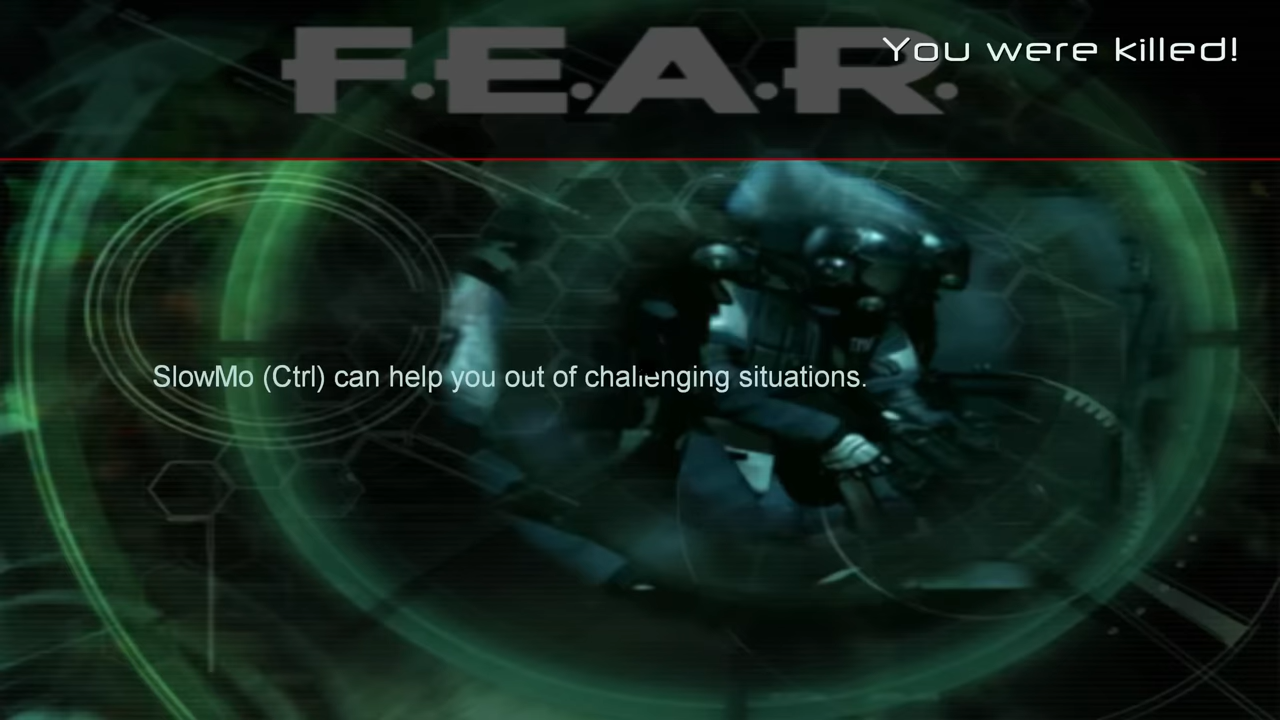 F.E.A.R.
You were killed!
SlowMo (Ctrl) can help you out of challenging situations.